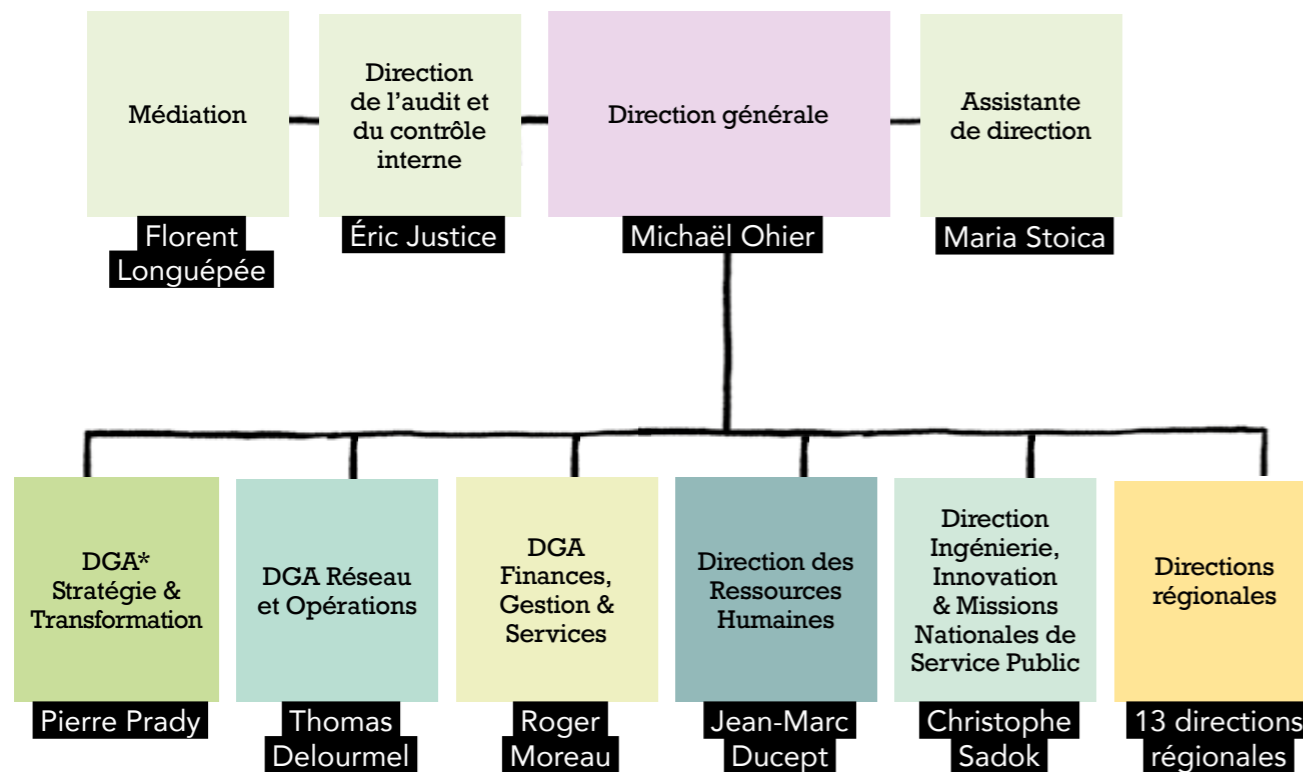 Médiation
Florent
Longuépée
Direction
de l’audit et
du contrôle
interne
Éric Justice
Direction générale
Michaël Ohier
Assistante
de direction
Maria Stoica
DGA*
Stratégie &
Transformation
Pierre Prady
DGA Réseau
et Opérations
Thomas
Delourmel
DGA
Finances,
Gestion &
Services
Roger
Moreau
Direction des
Ressources
Humaines
Jean-Marc
Ducept
Direction
Ingénierie,
Innovation
& Missions
Nationales de
Service Public
Christophe
Sadok
Directions
régionales
13 directions
régionales